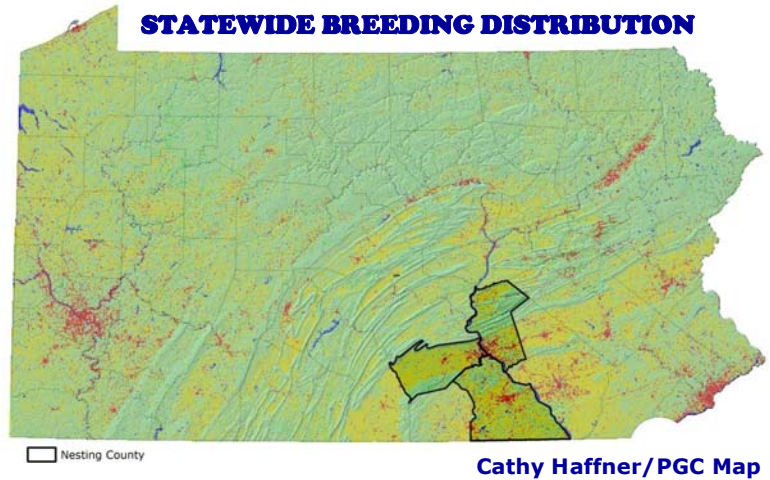 STATEWIDE BREEDING DISTRIBUTION
Nesting County
Cathy Haffner/PGC Map